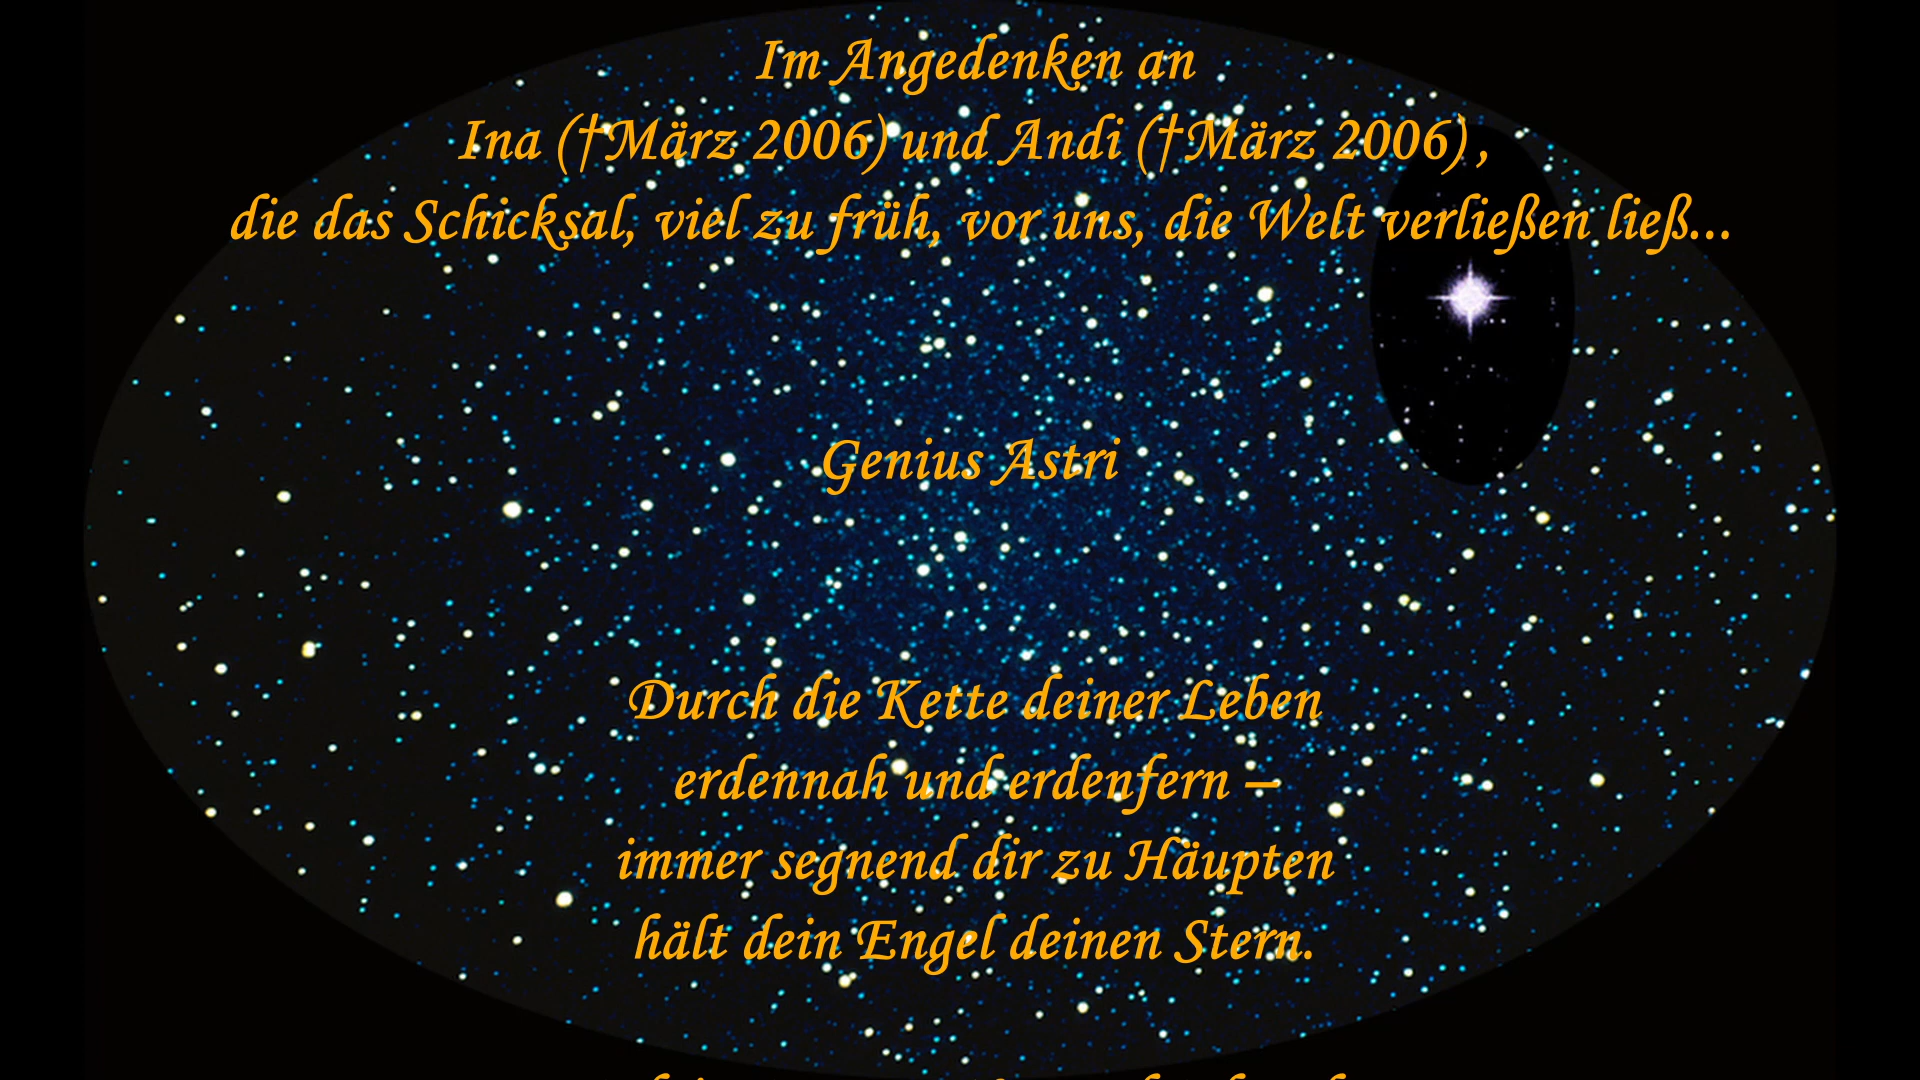 Im Angedenken an
Ina (†März 2006) und Andi (†März 2006) ,
die das Schicksal, viel zu früh, vor uns, die Welt verließen ließ...
Genius Astri
Durch die Kette deiner Leben
erdennah und erdenfern –
immer segnend dir zu Häupten
hält dein Engel deinen Stern.